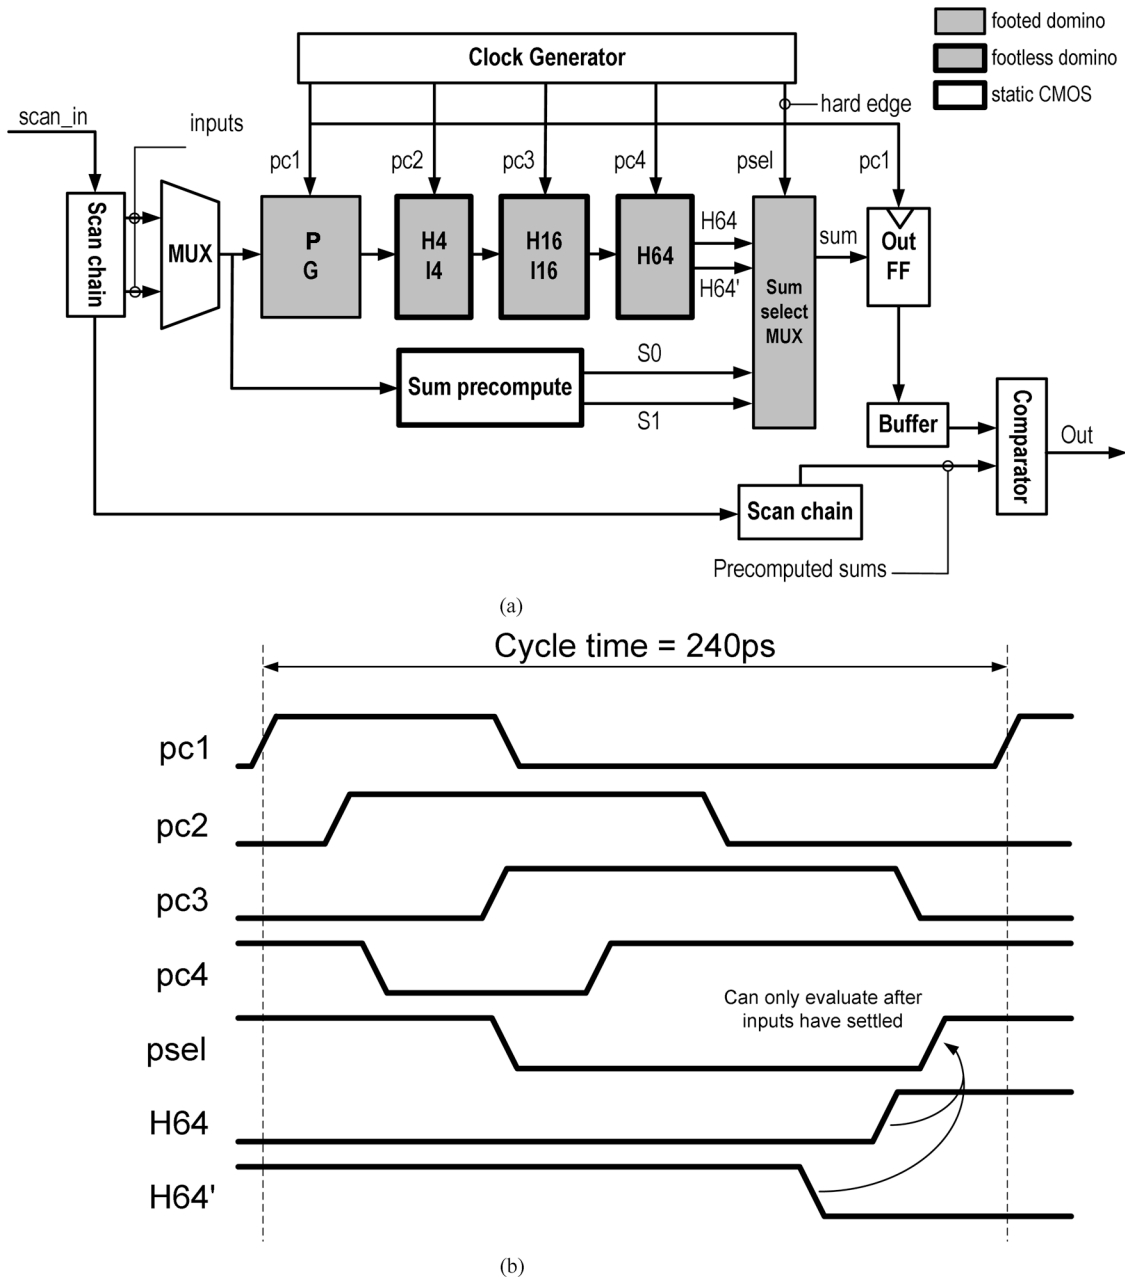 footed domino
footless domino
static CMOS
Clock Generator
hard edge
scan_in
inputs
pc1
pc2
pc3
pc4
psel
pc1
Scan chain
MUX
P
G
H4
I4
H16
I16
H64
H64
H64'
Sum
select
MUX
sum
Out
FF
Sum precompute
S0
S1
Buffer
Comparator
Out
Scan chain
Precomputed sums
(a)
Cycle time = 240ps
pc1
pc2
pc3
pc4
Can only evaluate after
inputs have settled
psel
H64
H64'
(b)